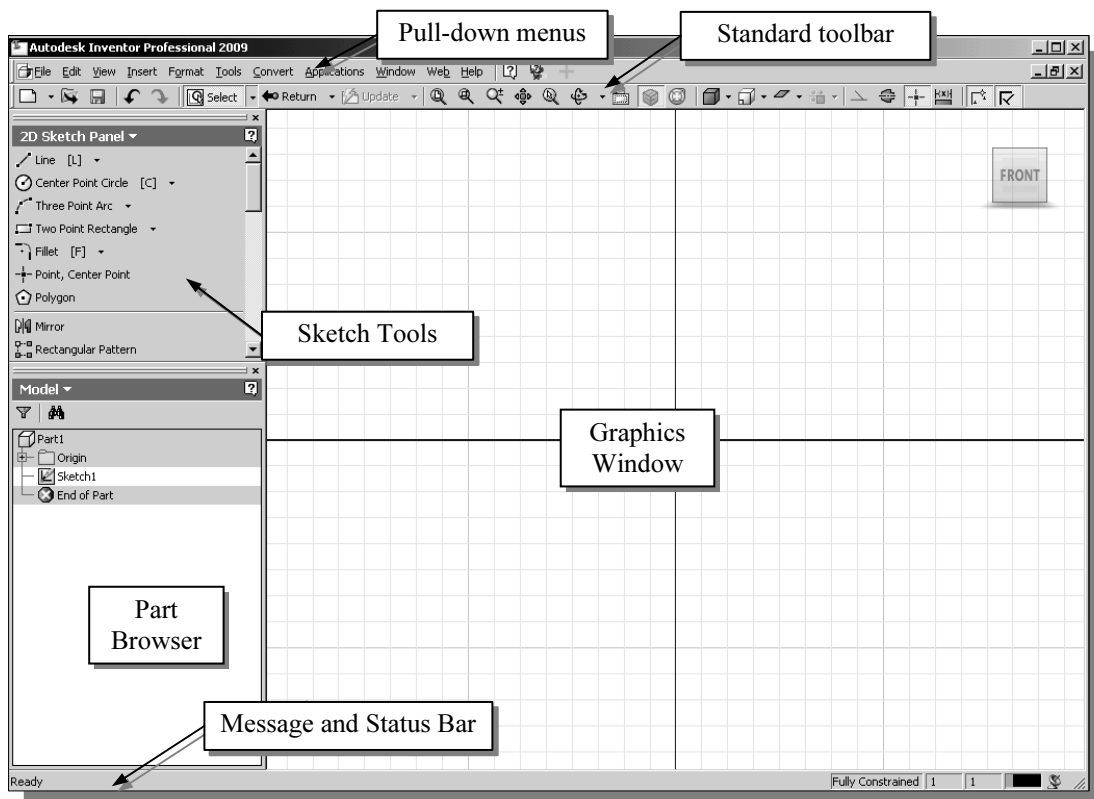 Pull-down menus
Standard toolbar
Autodesk Inventor Professional 2009
File Edit View Insert Format Tools Convert Applications Window Web Help
Select Return Update
2D Sketch Panel
Line [L]
Center Point Circle [C]
Three Point Arc
Two Point Rectangle
Fillet [F]
Point, Center Point
Polygon
Mirror
Rectangular Pattern
Sketch Tools
FRONT
Model
Part1
Origin
Sketch1
End of Part
Graphics
Window
Part
Browser
Message and Status Bar
Ready
Fully Constrained 1 1